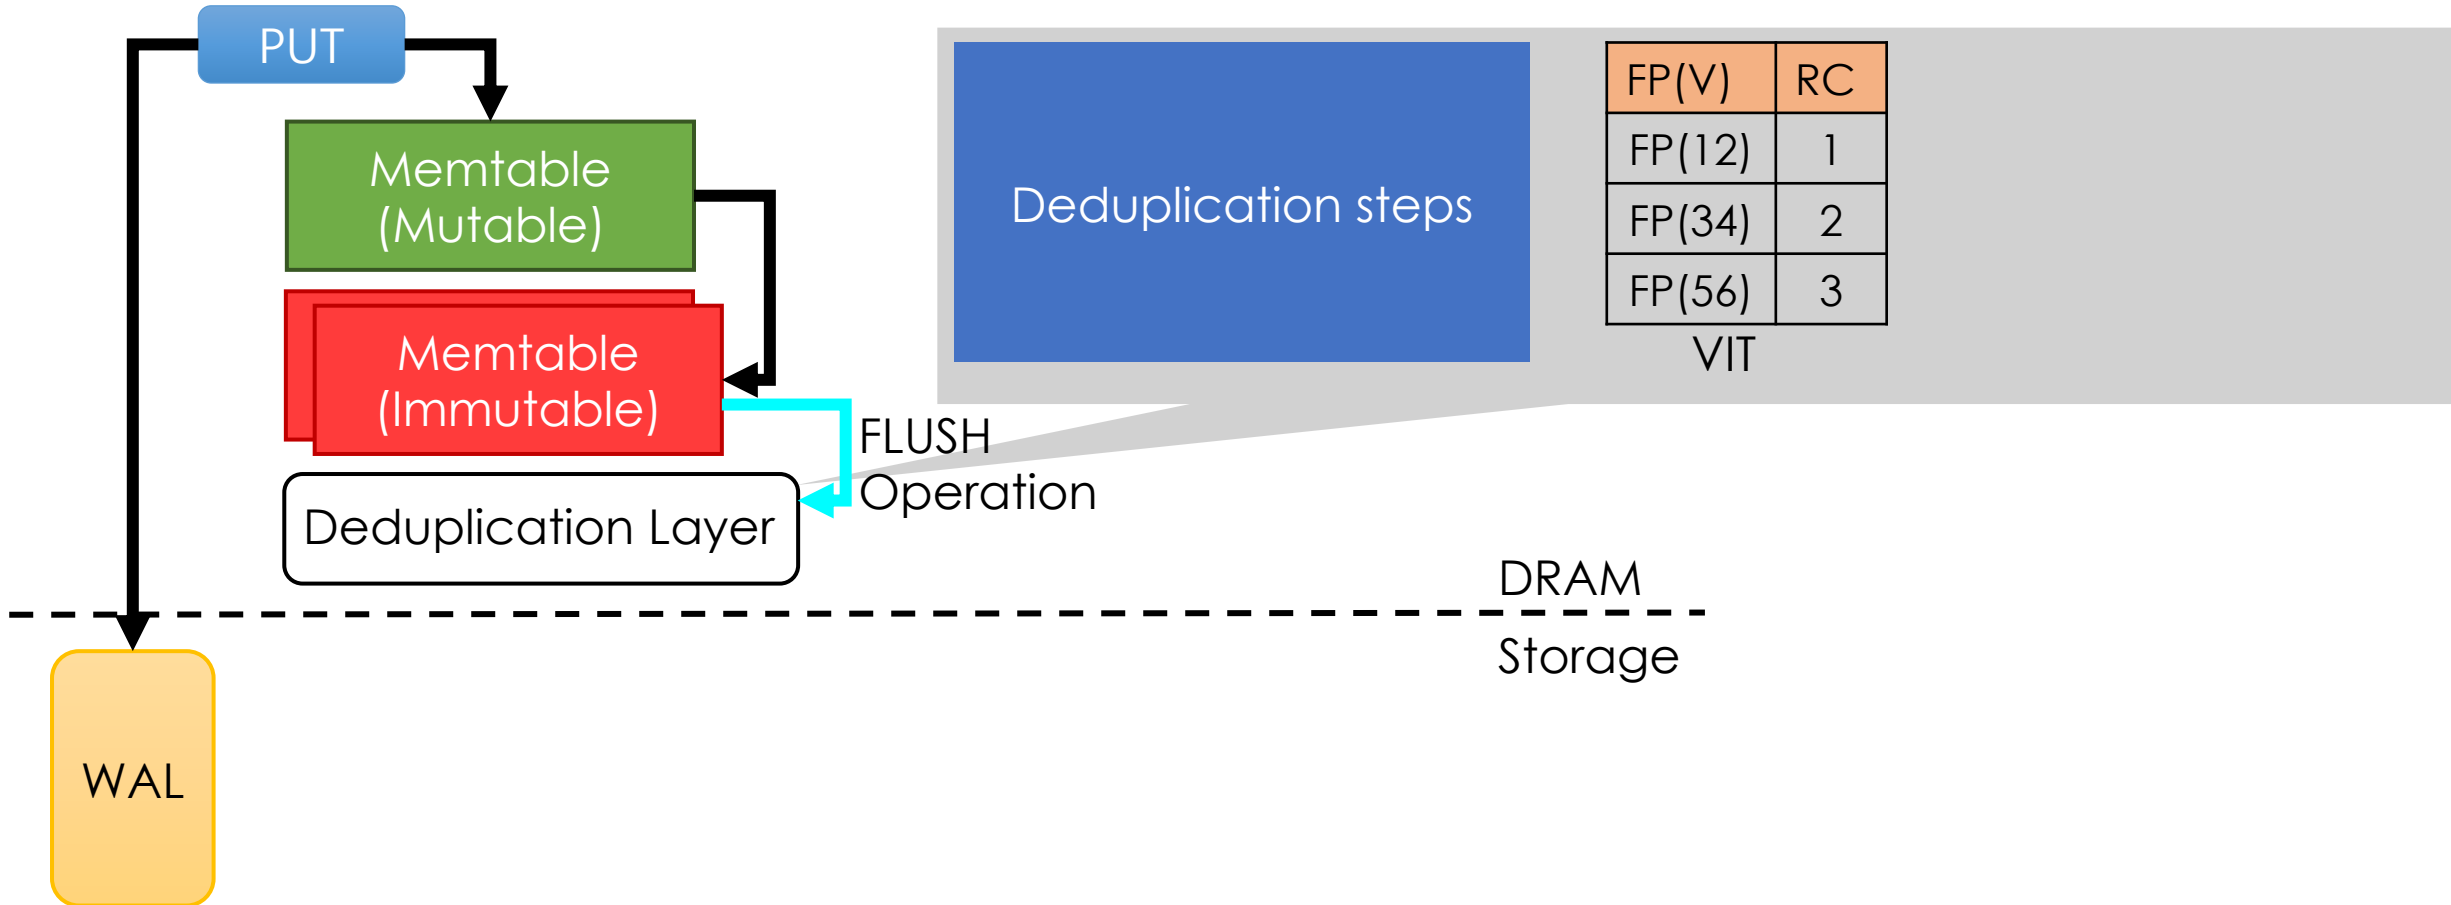 PUT
Memtable
(Mutable)
Memtable
(Immutable)
FLUSH
Operation
Deduplication Layer
Deduplication steps
FP(V) RC
FP(12) 1
FP(34) 2
FP(56) 3
VIT
DRAM
Storage
WAL